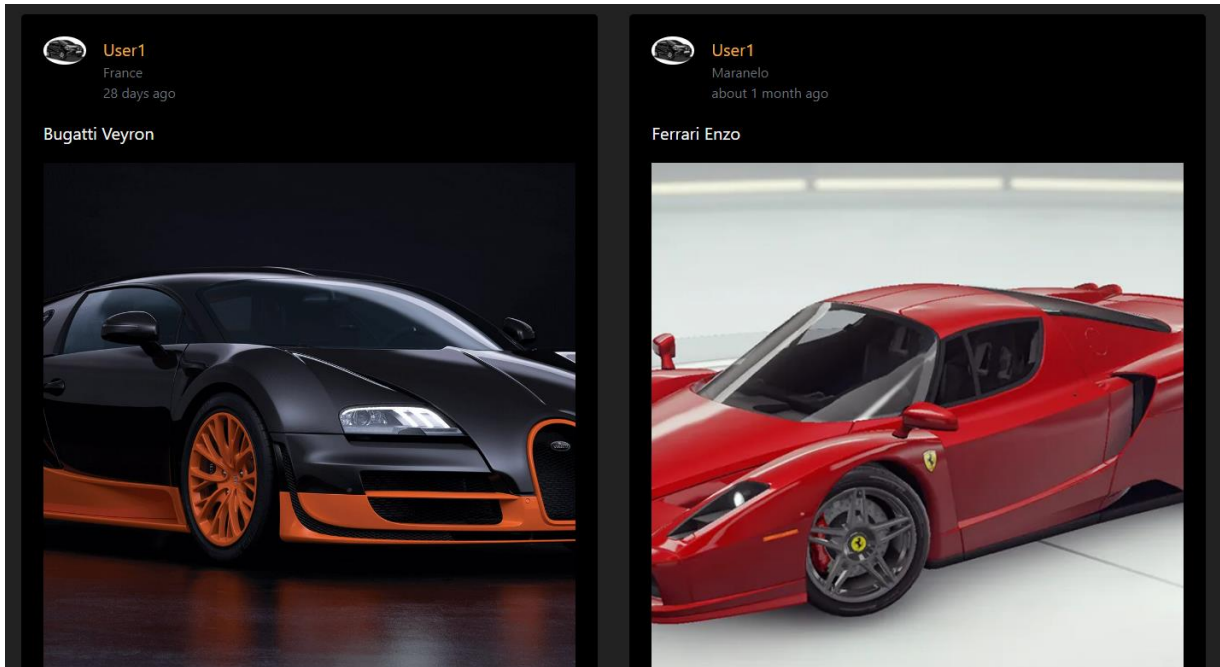 User1
France
28 days ago
Bugatti Veyron
User1
Maranelo
about 1 month ago
Ferrari Enzo